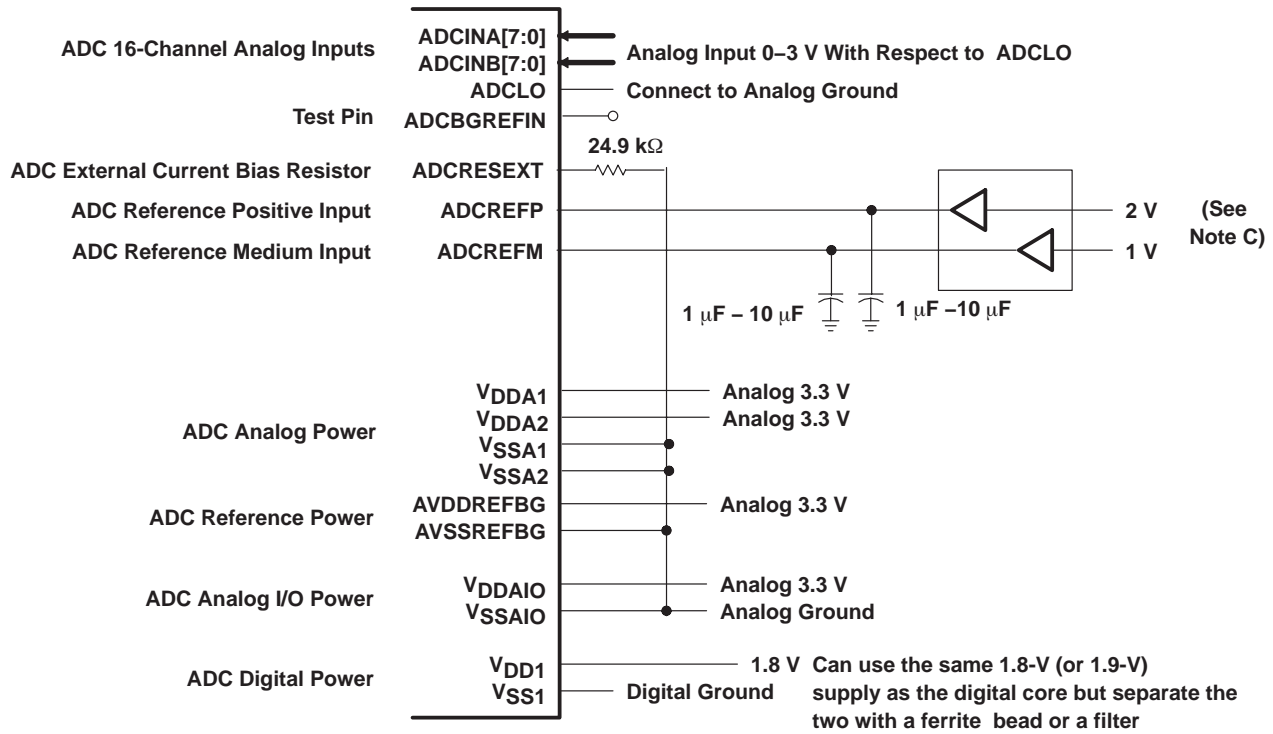 ADC 16-Channel Analog Inputs
ADCINA[7:0]
ADCINB[7:0]
Analog Input 0–3 V With Respect to ADCLO
ADCLO
Connect to Analog Ground
Test Pin
ADCBGREFIN
24.9 kΩ
ADC External Current Bias Resistor
ADCRESEXT
ADC Reference Positive Input
ADCREFP
2 V
(See
Note C)
ADC Reference Medium Input
ADCREFM
1 V
1 μF – 10 μF
1 μF –10 μF
ADC Analog Power
VDDA1
Analog 3.3 V
VDDA2
Analog 3.3 V
VSSA1
VSSA2
ADC Reference Power
AVDDREFBG
Analog 3.3 V
AVSSREFBG
ADC Analog I/O Power
VDDAIO
Analog 3.3 V
VSSAIO
Analog Ground
ADC Digital Power
VDD1
1.8 V
Can use the same 1.8-V (or 1.9-V)
supply as the digital core but separate the
two with a ferrite bead or a filter
VSS1
Digital Ground